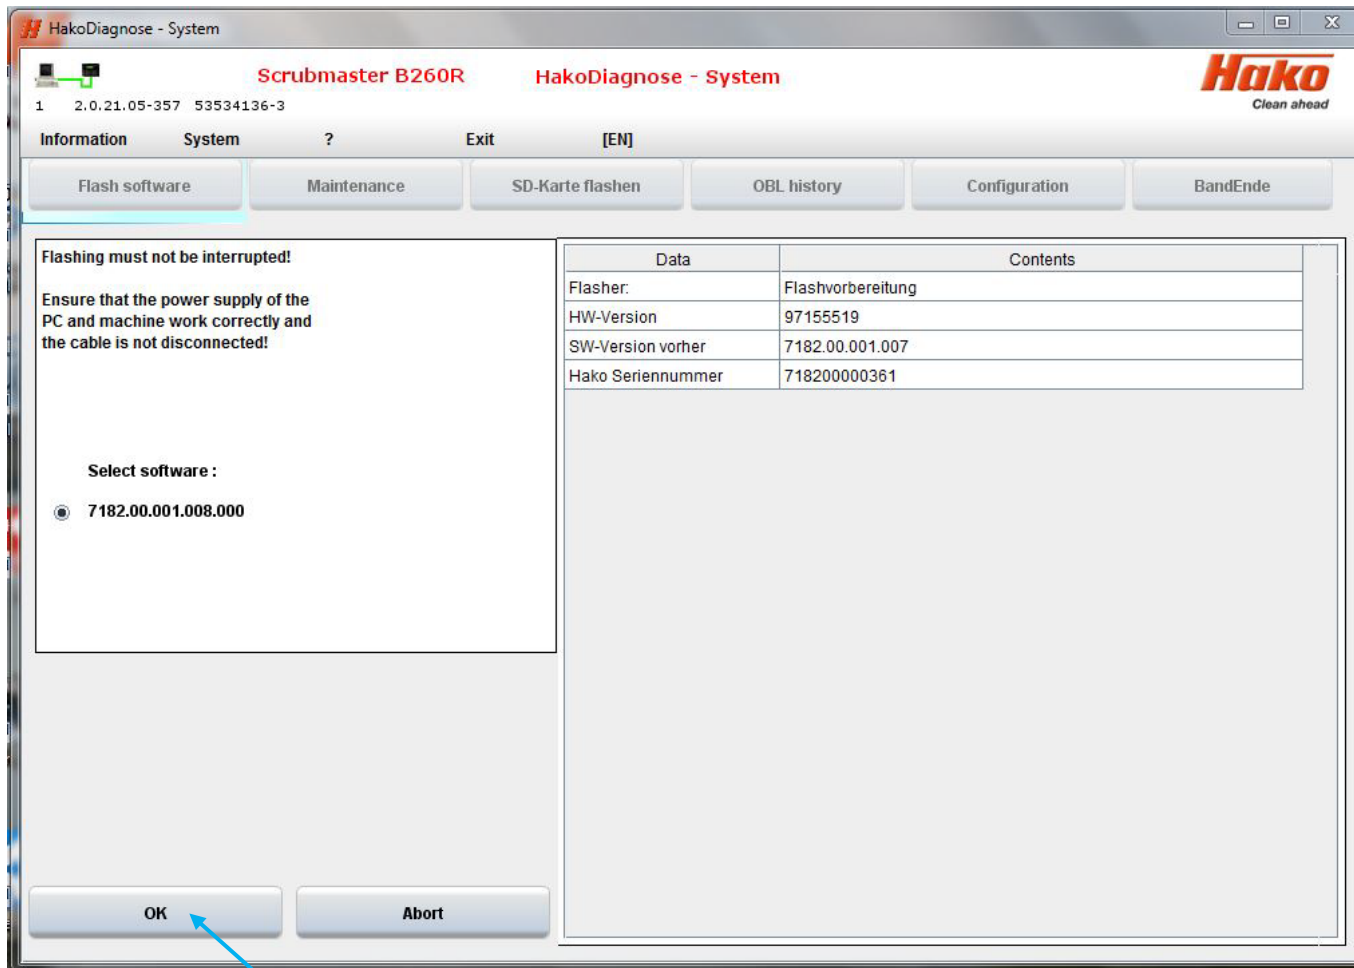 HakoDiagnose - System
Scrubmaster B260R HakoDiagnose - System
Hako
Clean ahead
1 2.0.21.05-357 53534136-3
Information System ? Exit [EN]
Flash software Maintenance SD-Karte flashen OBL history Configuration BandEnde
Flashing must not be interrupted!
Ensure that the power supply of the
PC and machine work correctly and
the cable is not disconnected!
Select software :
7182.00.001.008.000
Data Contents
Flasher: Flashvorbereitung
HW-Version 97155519
SW-Version vorher 7182.00.001.007
Hako Seriennummer 718200000361
OK Abort